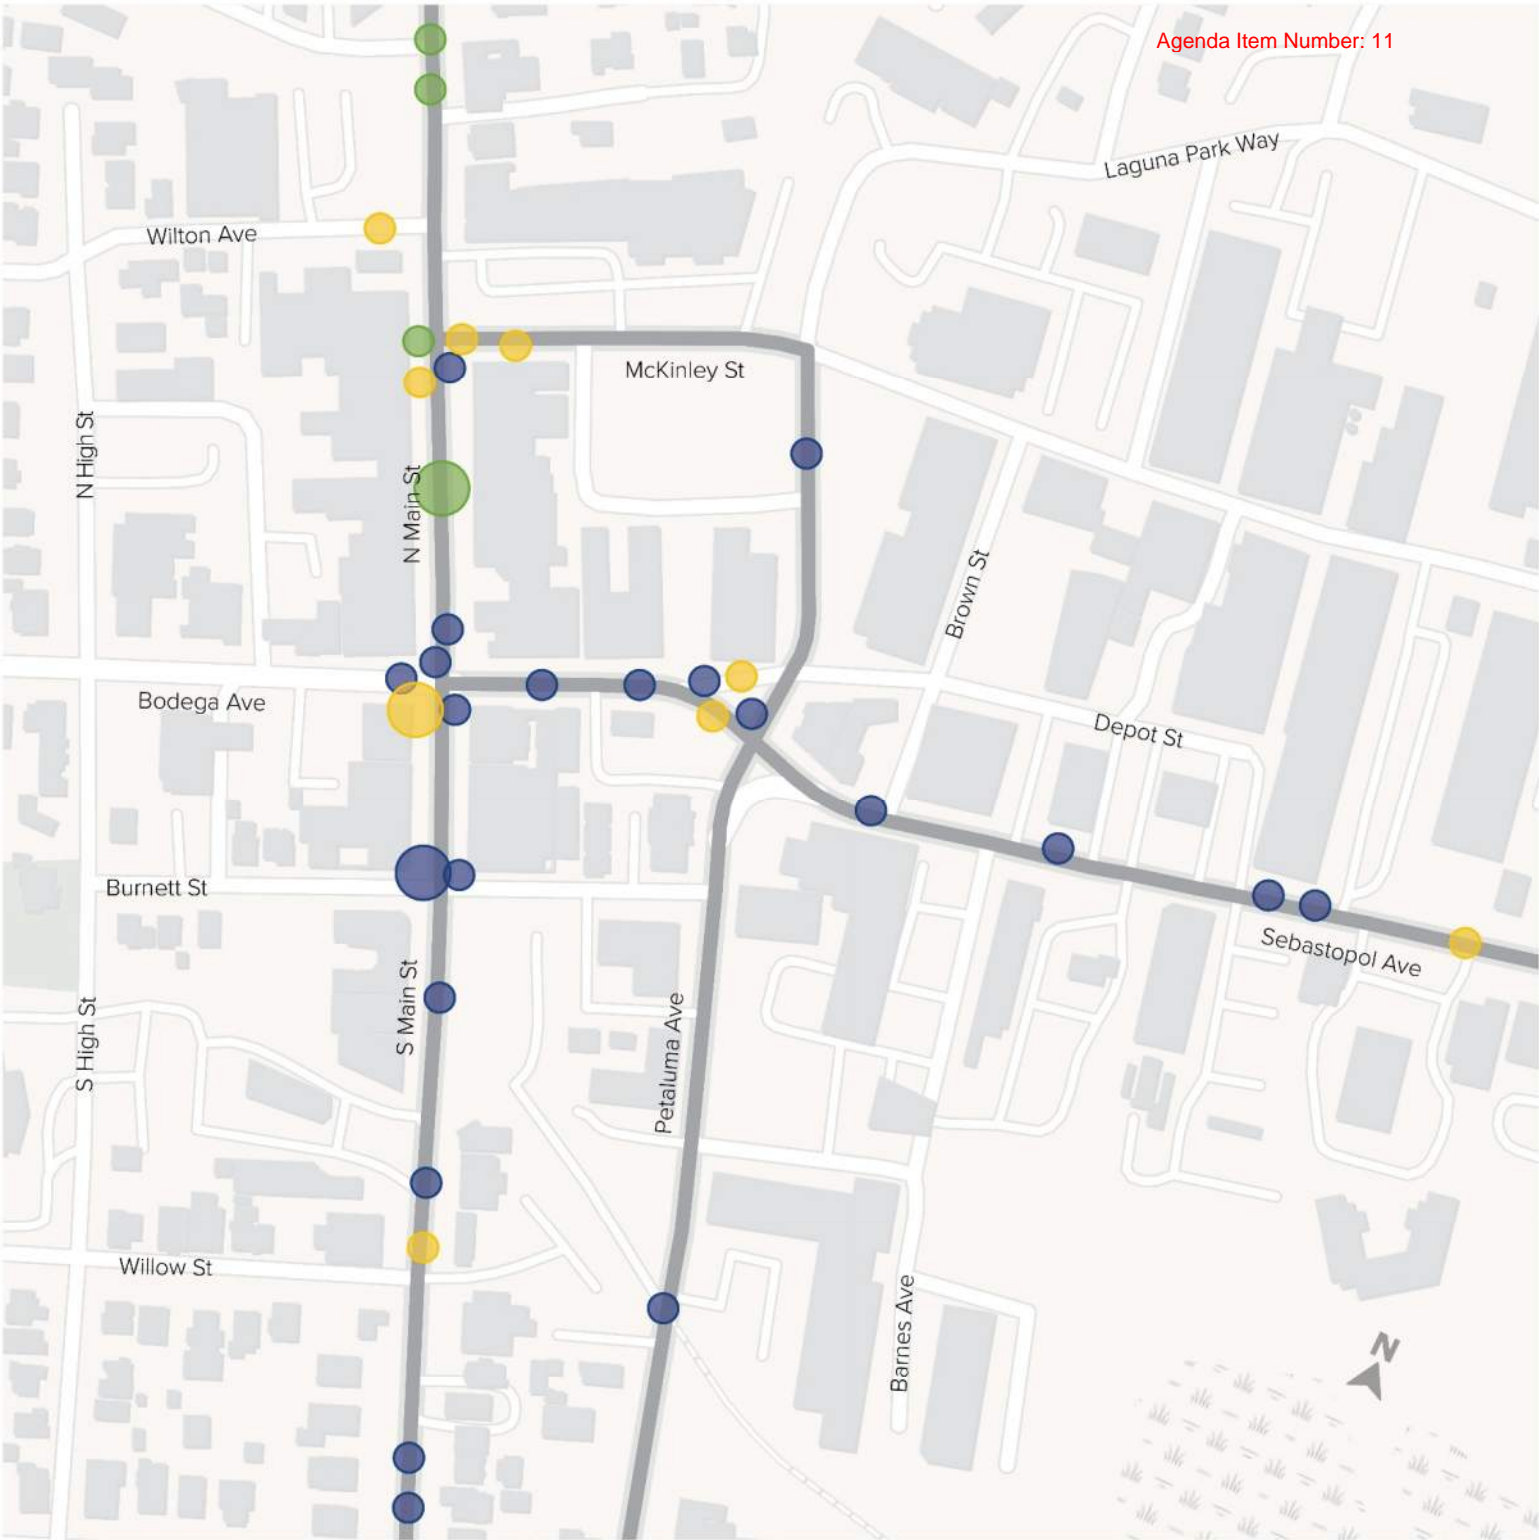 Agenda Item Number: 11
Laguna Park Way
Wilton Ave
McKinley St
N High St
N Main St
Brown St
Bodega Ave
Depot St
Burnett St
Sebastopol Ave
S Main St
S High St
Petaluma Ave
Willow St
Barnes Ave
N